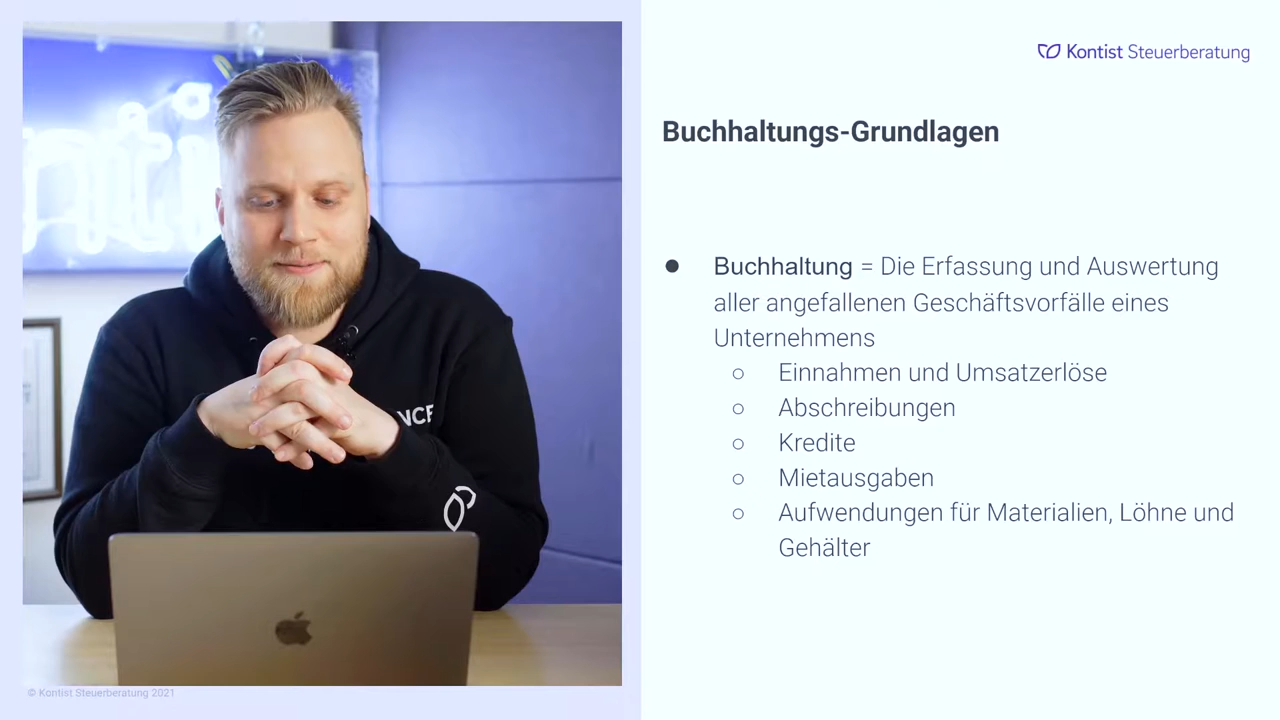 Kontist Steuerberatung
Buchhaltungs-Grundlagen
● Buchhaltung = Die Erfassung und Auswertung
aller angefallenen Geschäftsvorfälle eines
Unternehmens
○ Einnahmen und Umsatzerlöse
○ Abschreibungen
○ Kredite
○ Mietausgaben
○ Aufwendungen für Materialien, Löhne und
Gehälter
© Kontist Steuerberatung 2021